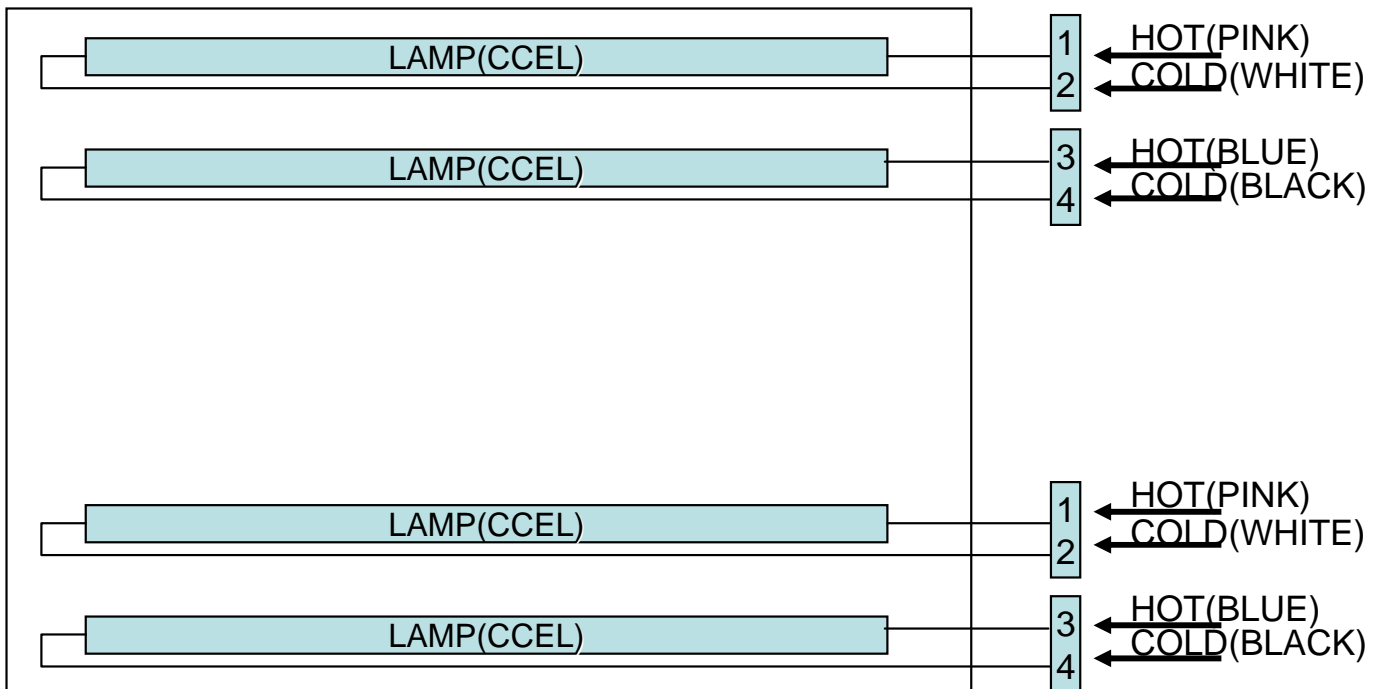 LAMP(CCEL)
1
HOT(PINK)
2
COLD(WHITE)
LAMP(CCEL)
3
HOT(BLUE)
4
COLD(BLACK)
LAMP(CCEL)
1
HOT(PINK)
2
COLD(WHITE)
LAMP(CCEL)
3
HOT(BLUE)
4
COLD(BLACK)